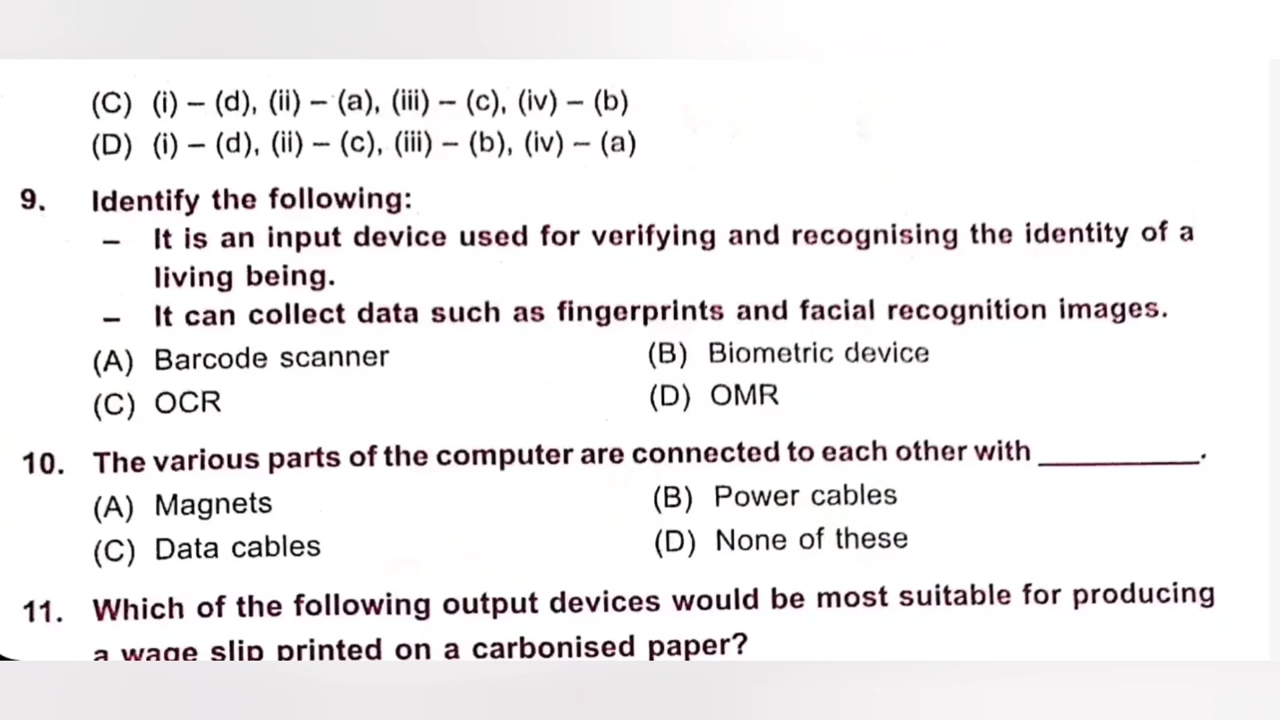 (C) (i) – (d), (ii) – (a), (iii) – (c), (iv) – (b)
(D) (i) – (d), (ii) – (c), (iii) – (b), (iv) – (a)
9. Identify the following:
– It is an input device used for verifying and recognising the identity of a
living being.
– It can collect data such as fingerprints and facial recognition images.
(A) Barcode scanner (B) Biometric device
(C) OCR (D) OMR
10. The various parts of the computer are connected to each other with __________.
(A) Magnets (B) Power cables
(C) Data cables (D) None of these
11. Which of the following output devices would be most suitable for producing
a wage slip printed on a carbonised paper?